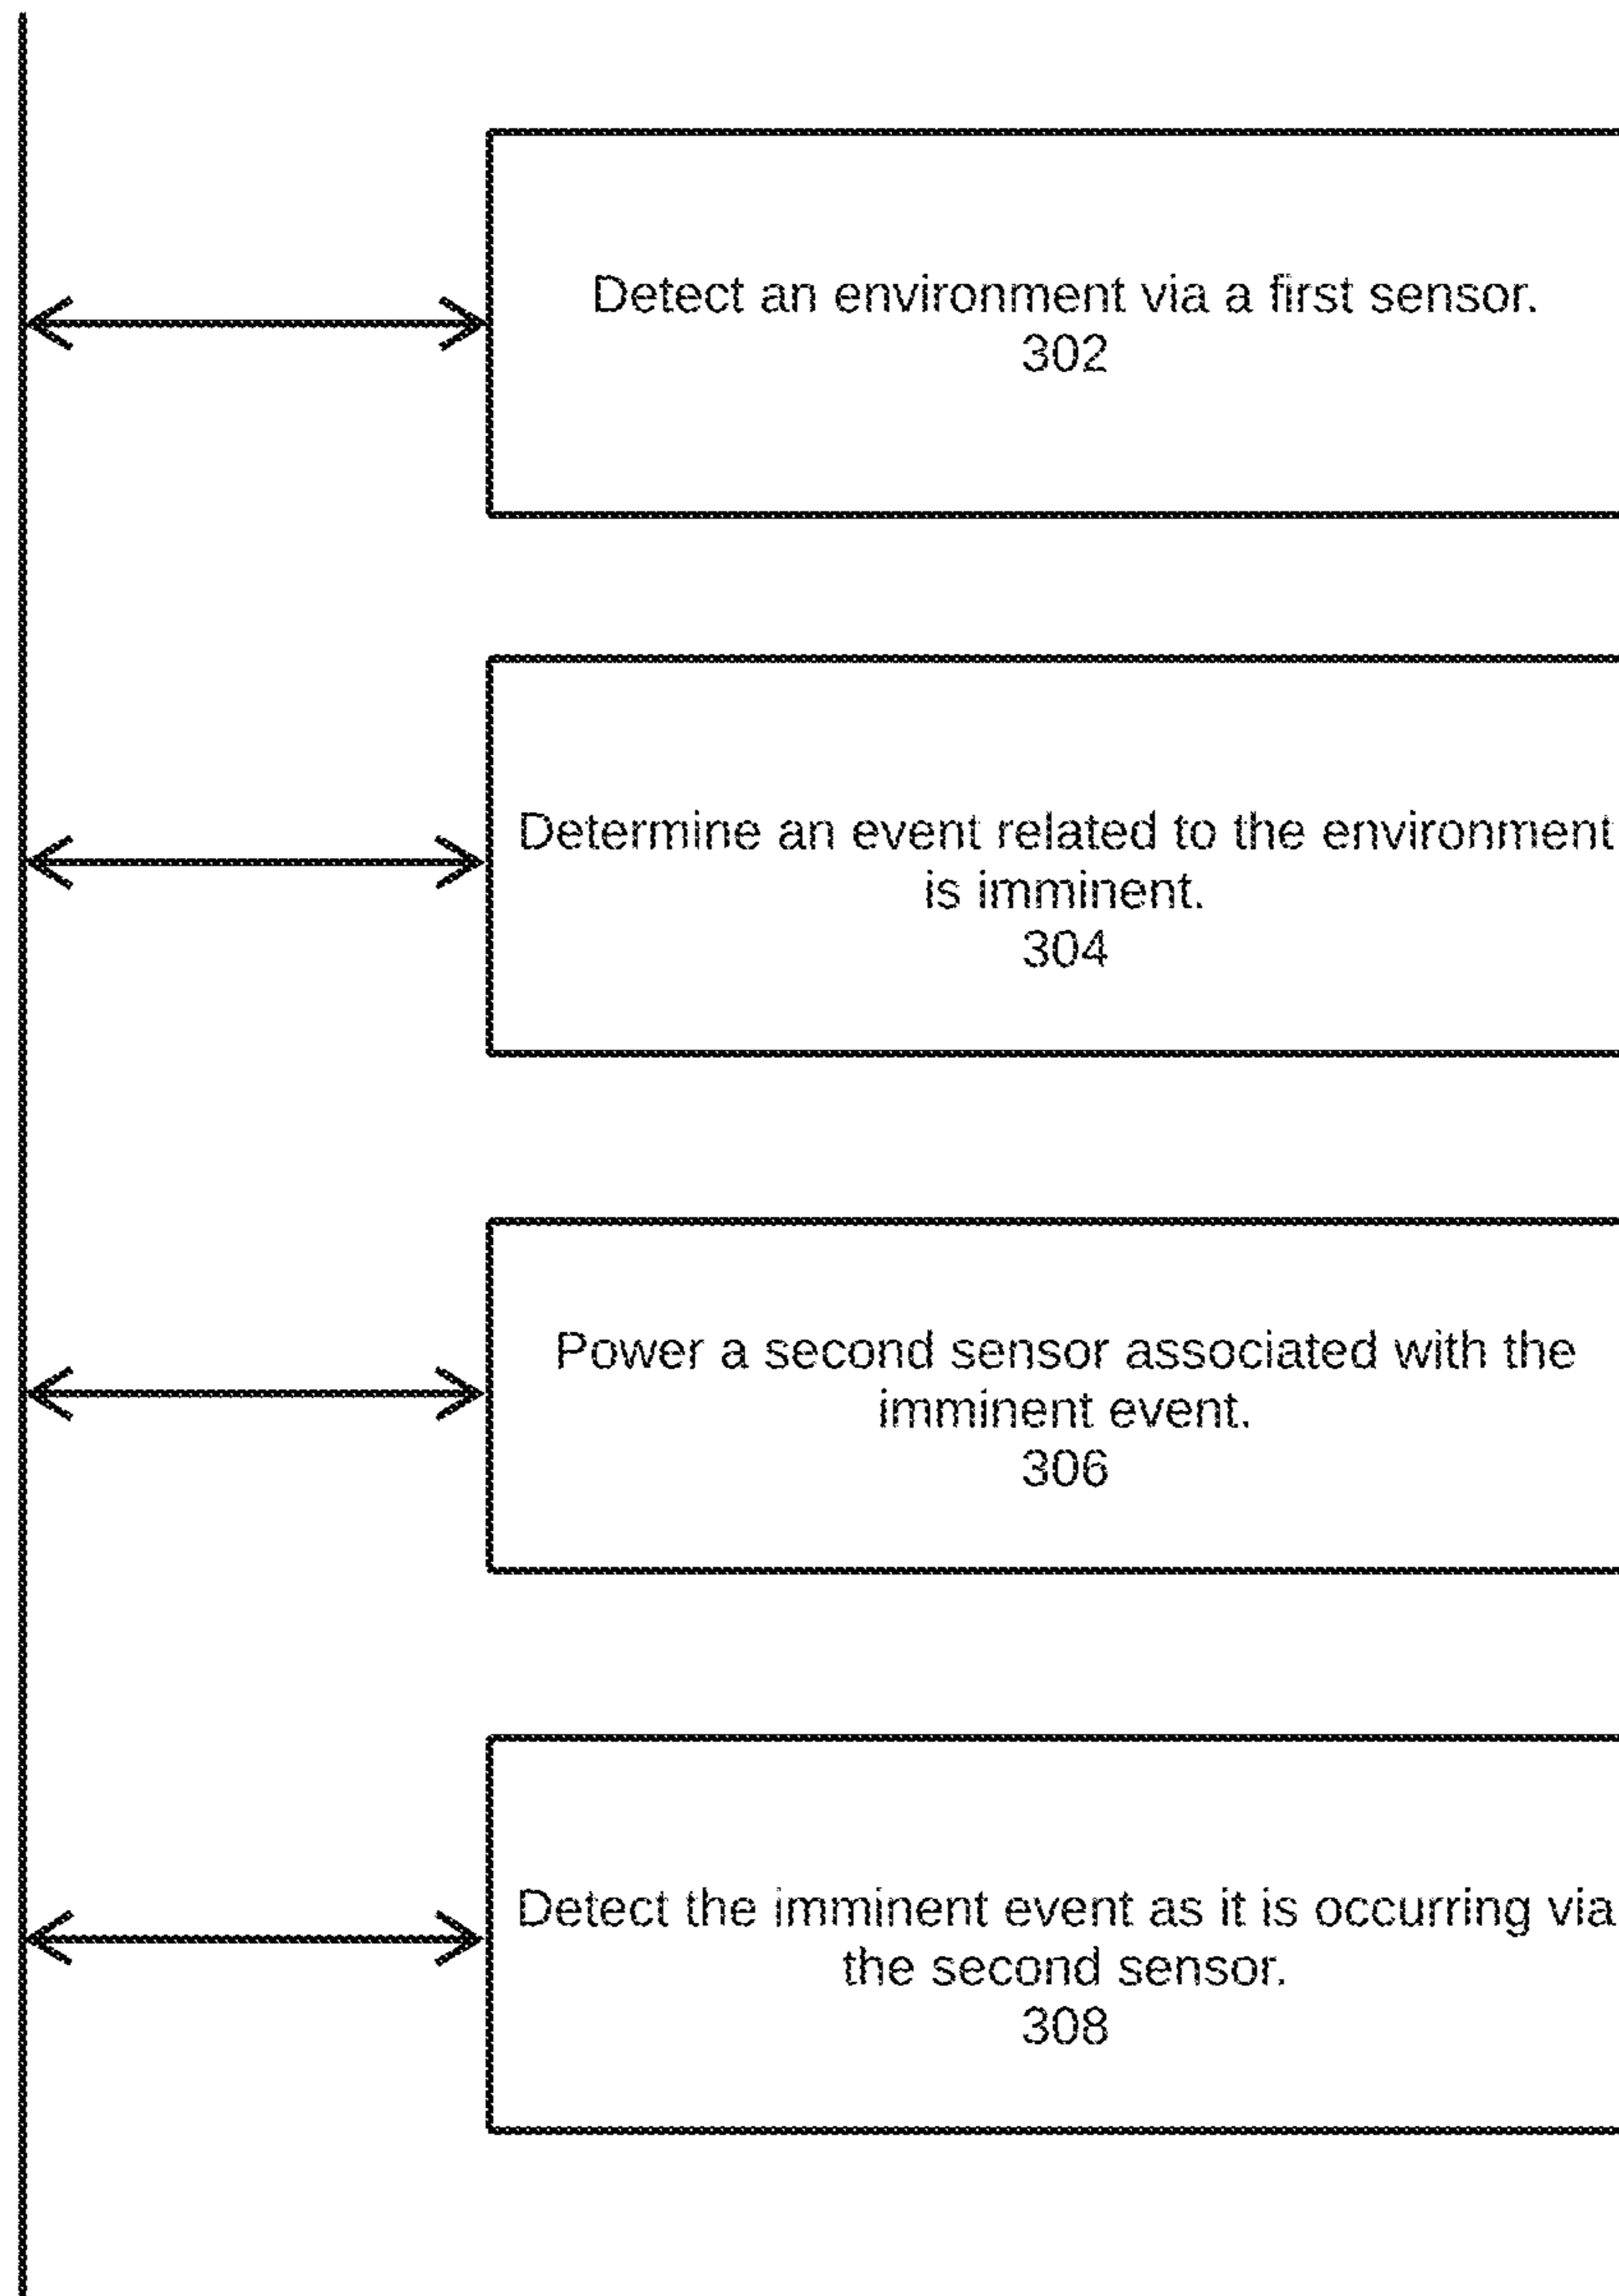 Detect an environment via a first sensor.
302
Determine an event related to the environment
is imminent.
304
Power a second sensor associated with the
imminent event.
306
Detect the imminent event as it is occurring via
the second sensor.
308